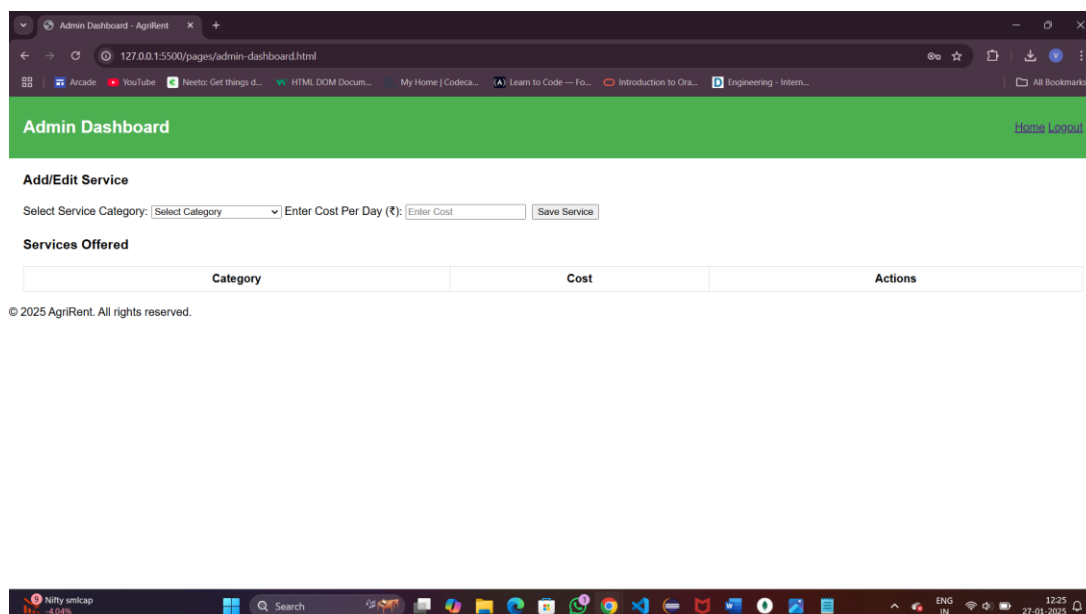 Admin Dashboard - AgriRent
127.0.0.1:5500/pages/admin-dashboard.html
Arcade YouTube Neeto: Get things d... HTML DOM Docum... My Home | Codeca... Learn to Code — Fo... Introduction to Ora... Engineering - Intern... All Bookmarks
Admin Dashboard Home Logout
Add/Edit Service
Select Service Category: Select Category Enter Cost Per Day (₹): Enter Cost Save Service
Services Offered
Category Cost Actions
© 2025 AgriRent. All rights reserved.
9 Nifty smlcap
-4.04%
Search
ENG
IN
12:25
27-01-2025